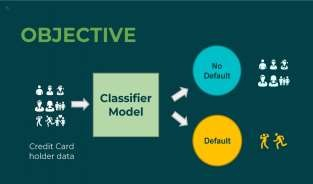 OBJECTIVE
No
Default
Classifier
Model
Default
Credit Card
holder data